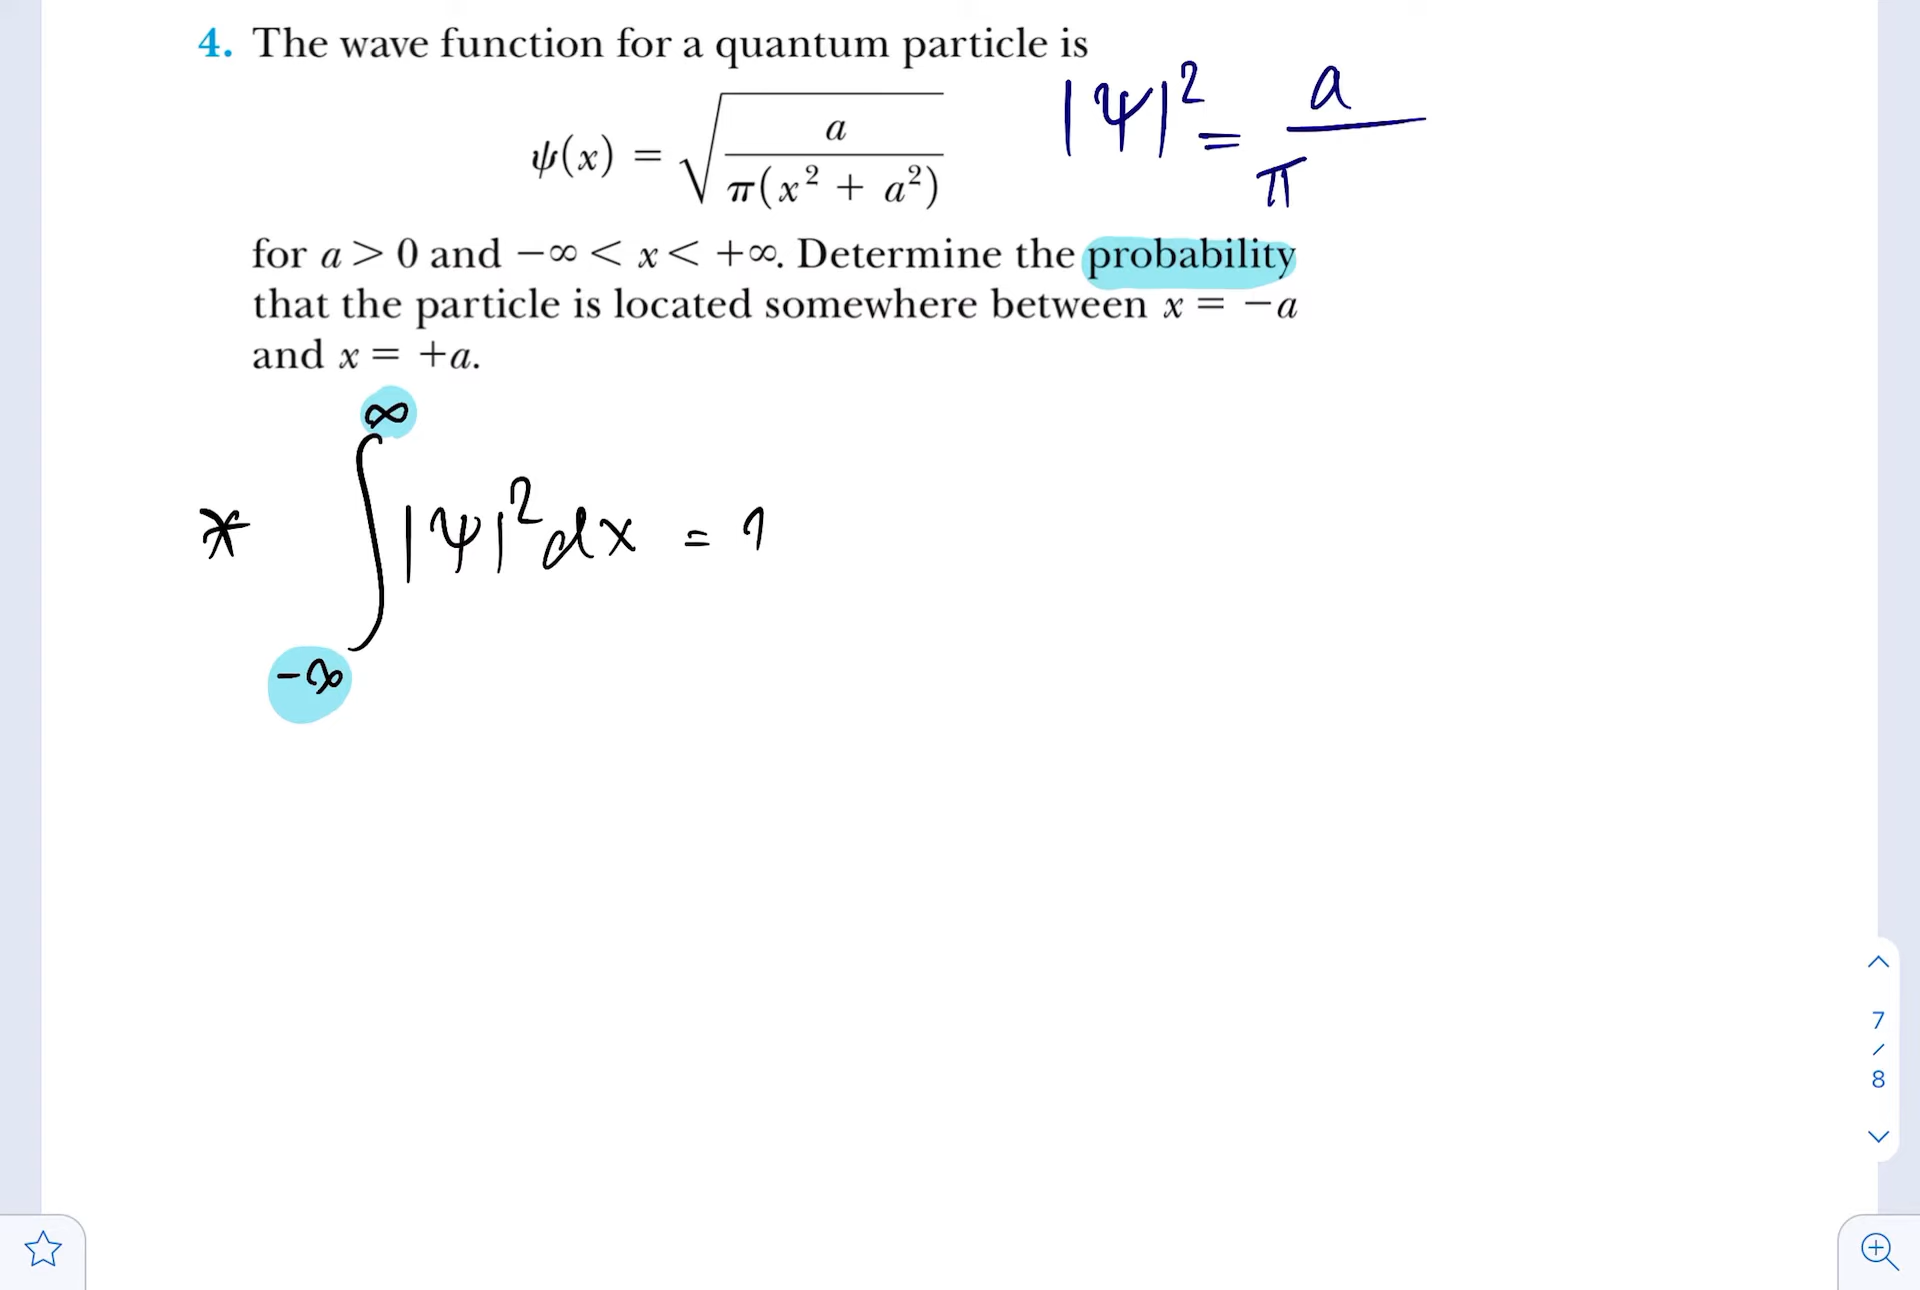 4. The wave function for a quantum particle is
ψ(x) = √(a / π(x² + a²))
|Ψ|² = a / π
for a > 0 and −∞ < x < +∞. Determine the probability
that the particle is located somewhere between x = −a
and x = +a.
* ∫_{-∞}^{∞} |Ψ|² dx = 1
7
/
8